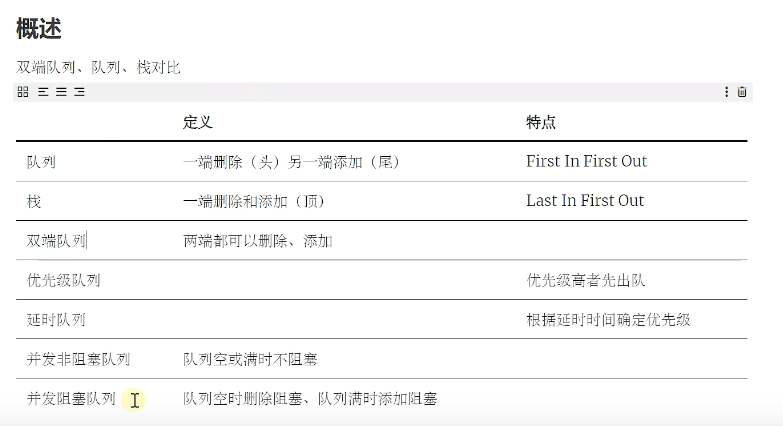 概述
双端队列、队列、栈对比
定义 特点
队列 一端删除（头）另一端添加（尾） First In First Out
栈 一端删除和添加（顶） Last In First Out
双端队列 两端都可以删除、添加
优先级队列 优先级高者先出队
延时队列 根据延时时间确定优先级
并发非阻塞队列 队列空或满时不阻塞
并发阻塞队列 队列空时删除阻塞、队列满时添加阻塞